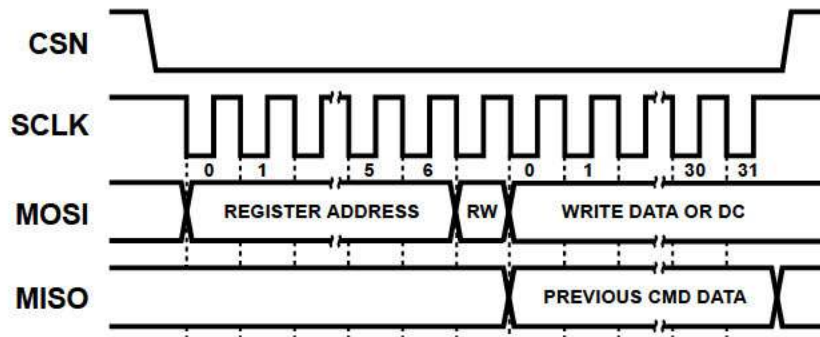 CSN
SCLK
0 1 5 6 0 1 30 31
MOSI REGISTER ADDRESS RW WRITE DATA OR DC
MISO PREVIOUS CMD DATA